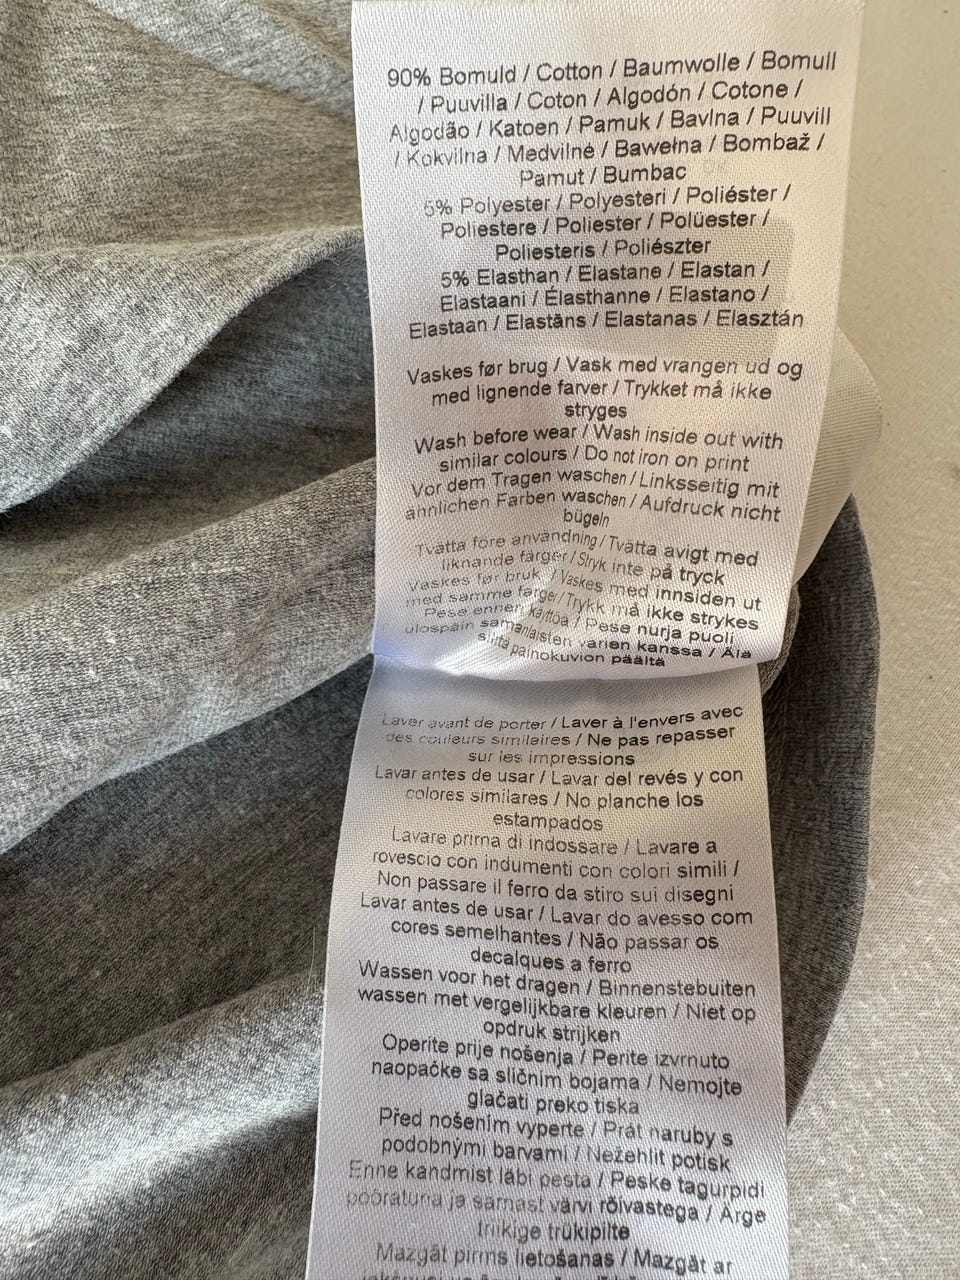 90% Bomuld / Cotton / Baumwolle / Bomull
/ Puuvilla / Coton / Algodón / Cotone /
Algodão / Katoen / Pamuk / Bavlna / Puuvill
/ Kokvilna / Medvilnė / Bawełna / Bombaž /
Pamut / Bumbac
5% Polyester / Polyesteri / Poliéster /
Poliestere / Poliester / Polüester /
Poliesteris / Poliészter
5% Elasthan / Elastane / Elastan /
Elastaani / Élasthanne / Elastano /
Elastaan / Elastāns / Elastanas / Elasztán
Vaskes før brug / Vask med vrangen ud og
med lignende farver / Trykket må ikke
stryges
Wash before wear / Wash inside out with
similar colours / Do not iron on print
Vor dem Tragen waschen / Linksseitig mit
ähnlichen Farben waschen / Aufdruck nicht
bügeln
Tvätta före användning / Tvätta avigt med
liknande färger / Stryk inte på tryck
Vaskes før bruk / Vaskes med innsiden ut
med samme farge / Trykk må ikke strykes
Pese ennen käyttöä / Pese nurja puoli
ulospäin samanlaisten värien kanssa / Älä
silitä painokuvion päältä
Laver avant de porter / Laver à l'envers avec
des couleurs similaires / Ne pas repasser
sur les impressions
Lavar antes de usar / Lavar del revés y con
colores similares / No planche los
estampados
Lavare prima di indossare / Lavare a
rovescio con indumenti con colori simili /
Non passare il ferro da stiro sui disegni
Lavar antes de usar / Lavar do avesso com
cores semelhantes / Não passar os
decalques a ferro
Wassen voor het dragen / Binnenstebuiten
wassen met vergelijkbare kleuren / Niet op
opdruk strijken
Operite prije nošenja / Perite izvrnuto
naopačke sa sličnim bojama / Nemojte
glačati preko tiska
Před nošením vyperte / Prát naruby s
podobnými barvami / Nežehlit potisk
Enne kandmist läbi pesta / Peske tagurpidi
pööratuna ja samast värvi rõivastega / Ärge
triikige trükipilte
Mazgāt pirms lietošanas / Mazgāt ar